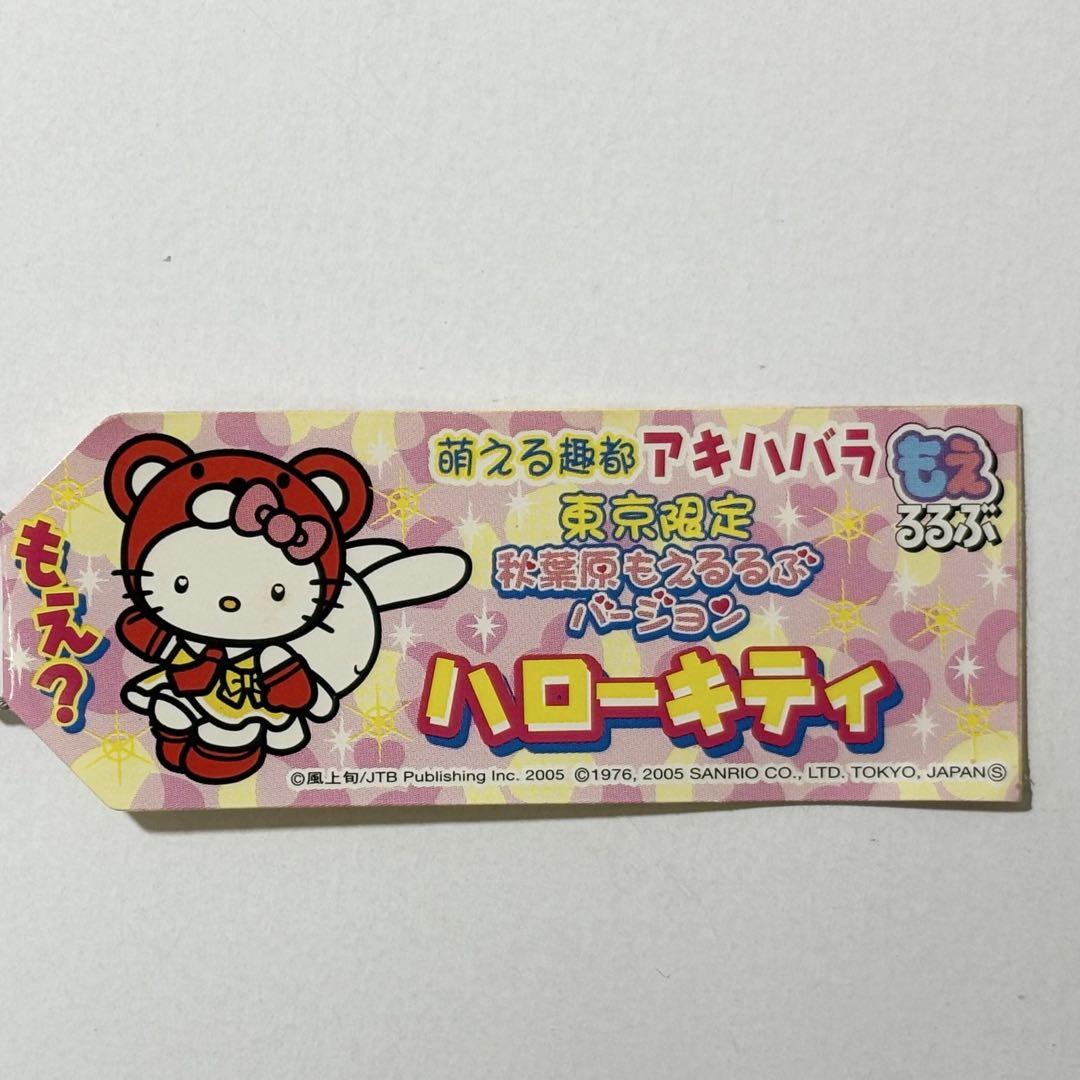 もえ?
萌える趣都 アキハバラ
もえ
るるぶ
東京限定
秋葉原もえるるぶ
バージョン
ハローキティ
©風上旬/JTB Publishing Inc. 2005 ©1976, 2005 SANRIO CO., LTD. TOKYO, JAPANⓈ